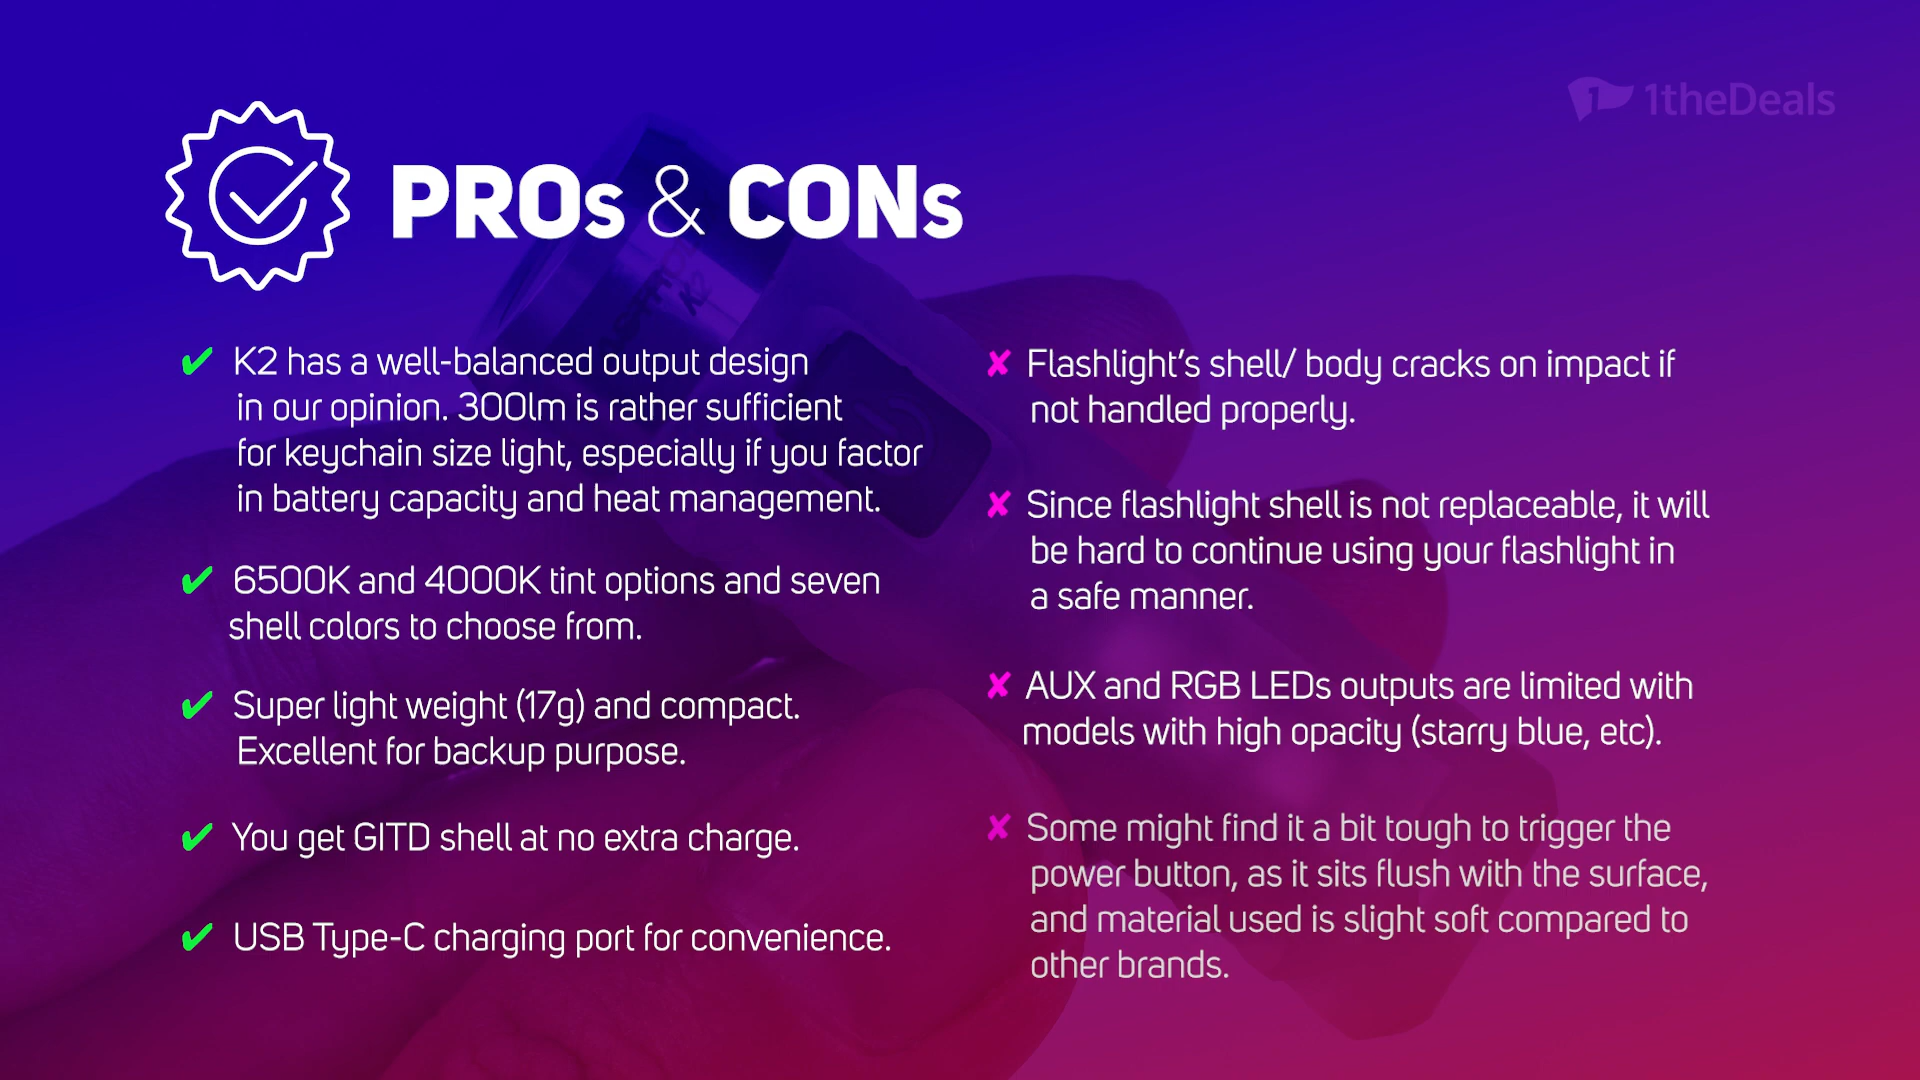 1theDeals
PROs & CONs
✔ K2 has a well-balanced output design
in our opinion. 300lm is rather sufficient
for keychain size light, especially if you factor
in battery capacity and heat management.
✔ 6500K and 4000K tint options and seven
shell colors to choose from.
✔ Super light weight (17g) and compact.
Excellent for backup purpose.
✔ You get GITD shell at no extra charge.
✔ USB Type-C charging port for convenience.
✘ Flashlight's shell/ body cracks on impact if
not handled properly.
✘ Since flashlight shell is not replaceable, it will
be hard to continue using your flashlight in
a safe manner.
✘ AUX and RGB LEDs outputs are limited with
models with high opacity (starry blue, etc).
✘ Some might find it a bit tough to trigger the
power button, as it sits flush with the surface,
and material used is slight soft compared to
other brands.
K2